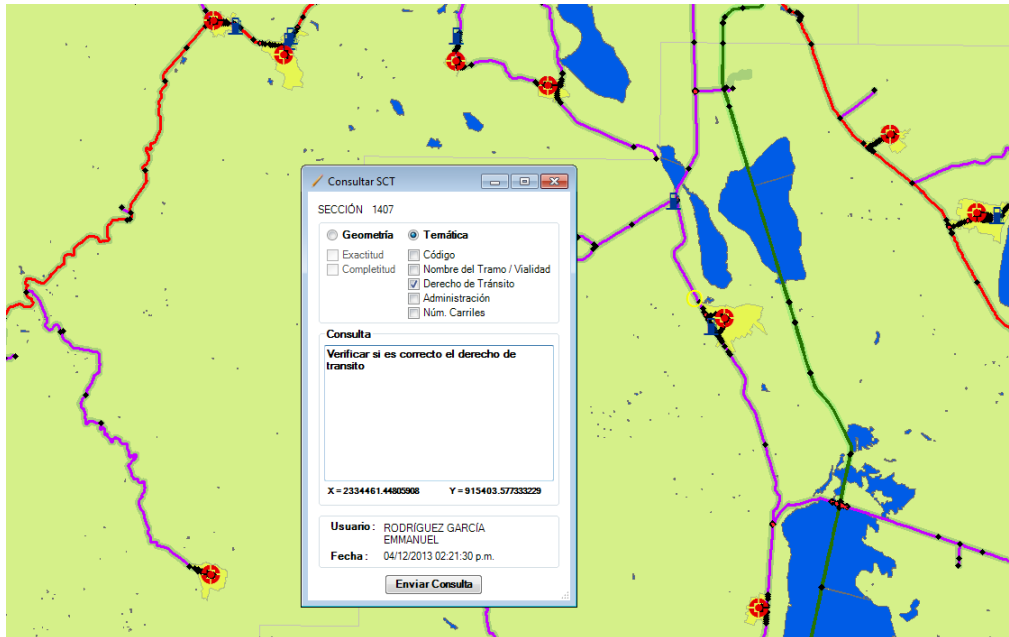 Consultar SCT
SECCIÓN 1407
Geometría
Temática
Exactitud
Completitud
Código
Nombre del Tramo / Vialidad
Derecho de Tránsito
Administración
Núm. Carriles
Consulta
Verificar si es correcto el derecho de
transito
X = 2334461.44805908 Y = 915403.577333229
Usuario : RODRÍGUEZ GARCÍA
EMMANUEL
Fecha : 04/12/2013 02:21:30 p.m.
Enviar Consulta